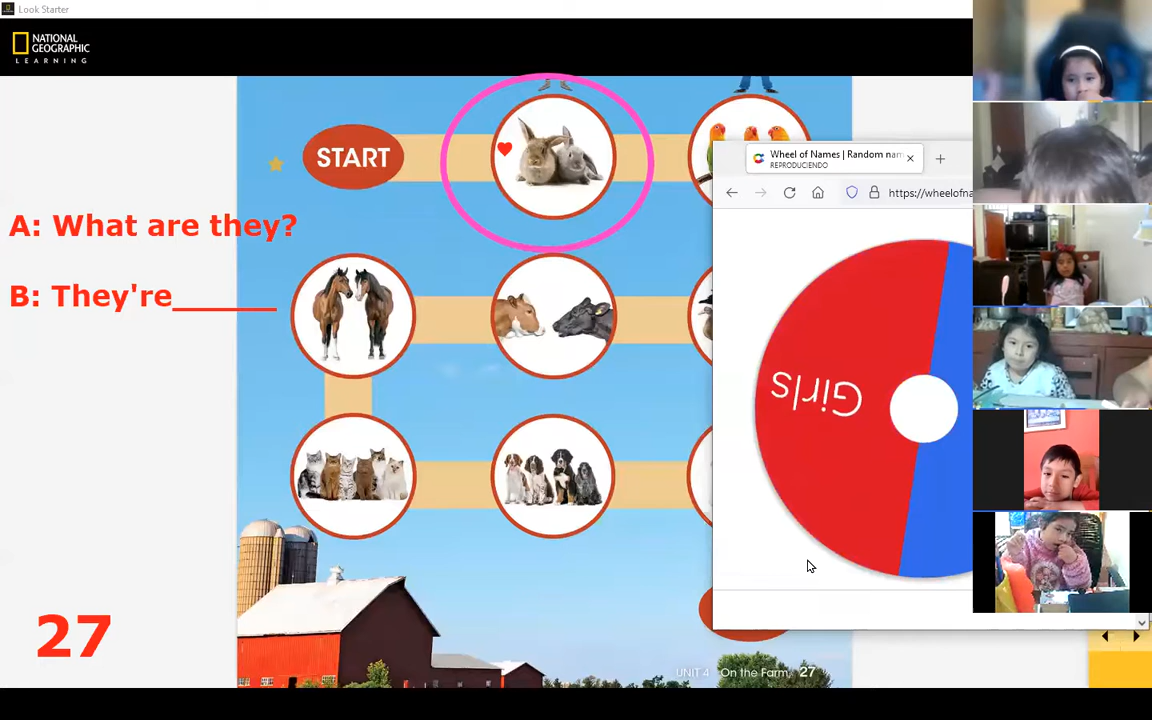 Look Starter
NATIONAL
GEOGRAPHIC
LEARNING
START
A: What are they?
B: They're______
27
UNIT 4 On the Farm 27
Wheel of Names | Random nam
REPRODUCIENDO
https://wheelofna
Girls